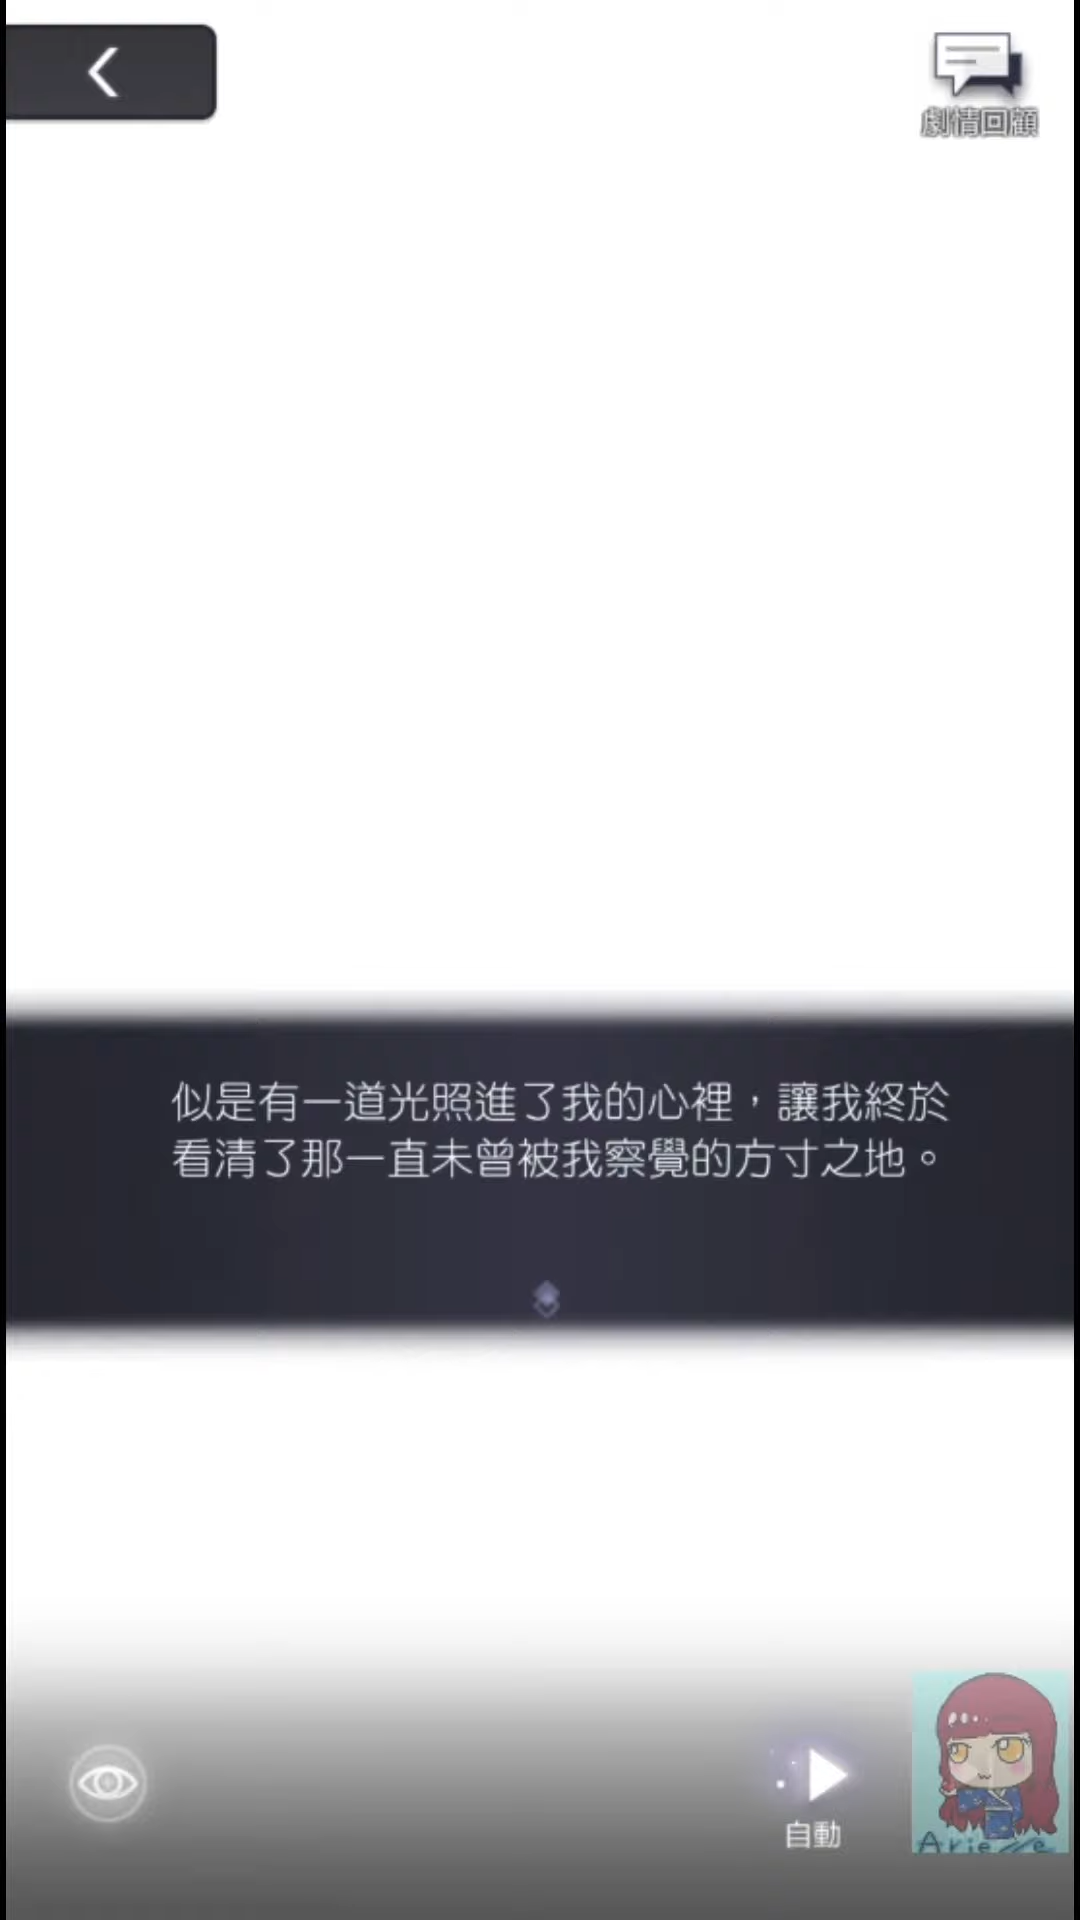 劇情回顧
似是有一道光照進了我的心裡，讓我終於
看清了那一直未曾被我察覺的方寸之地。
自動